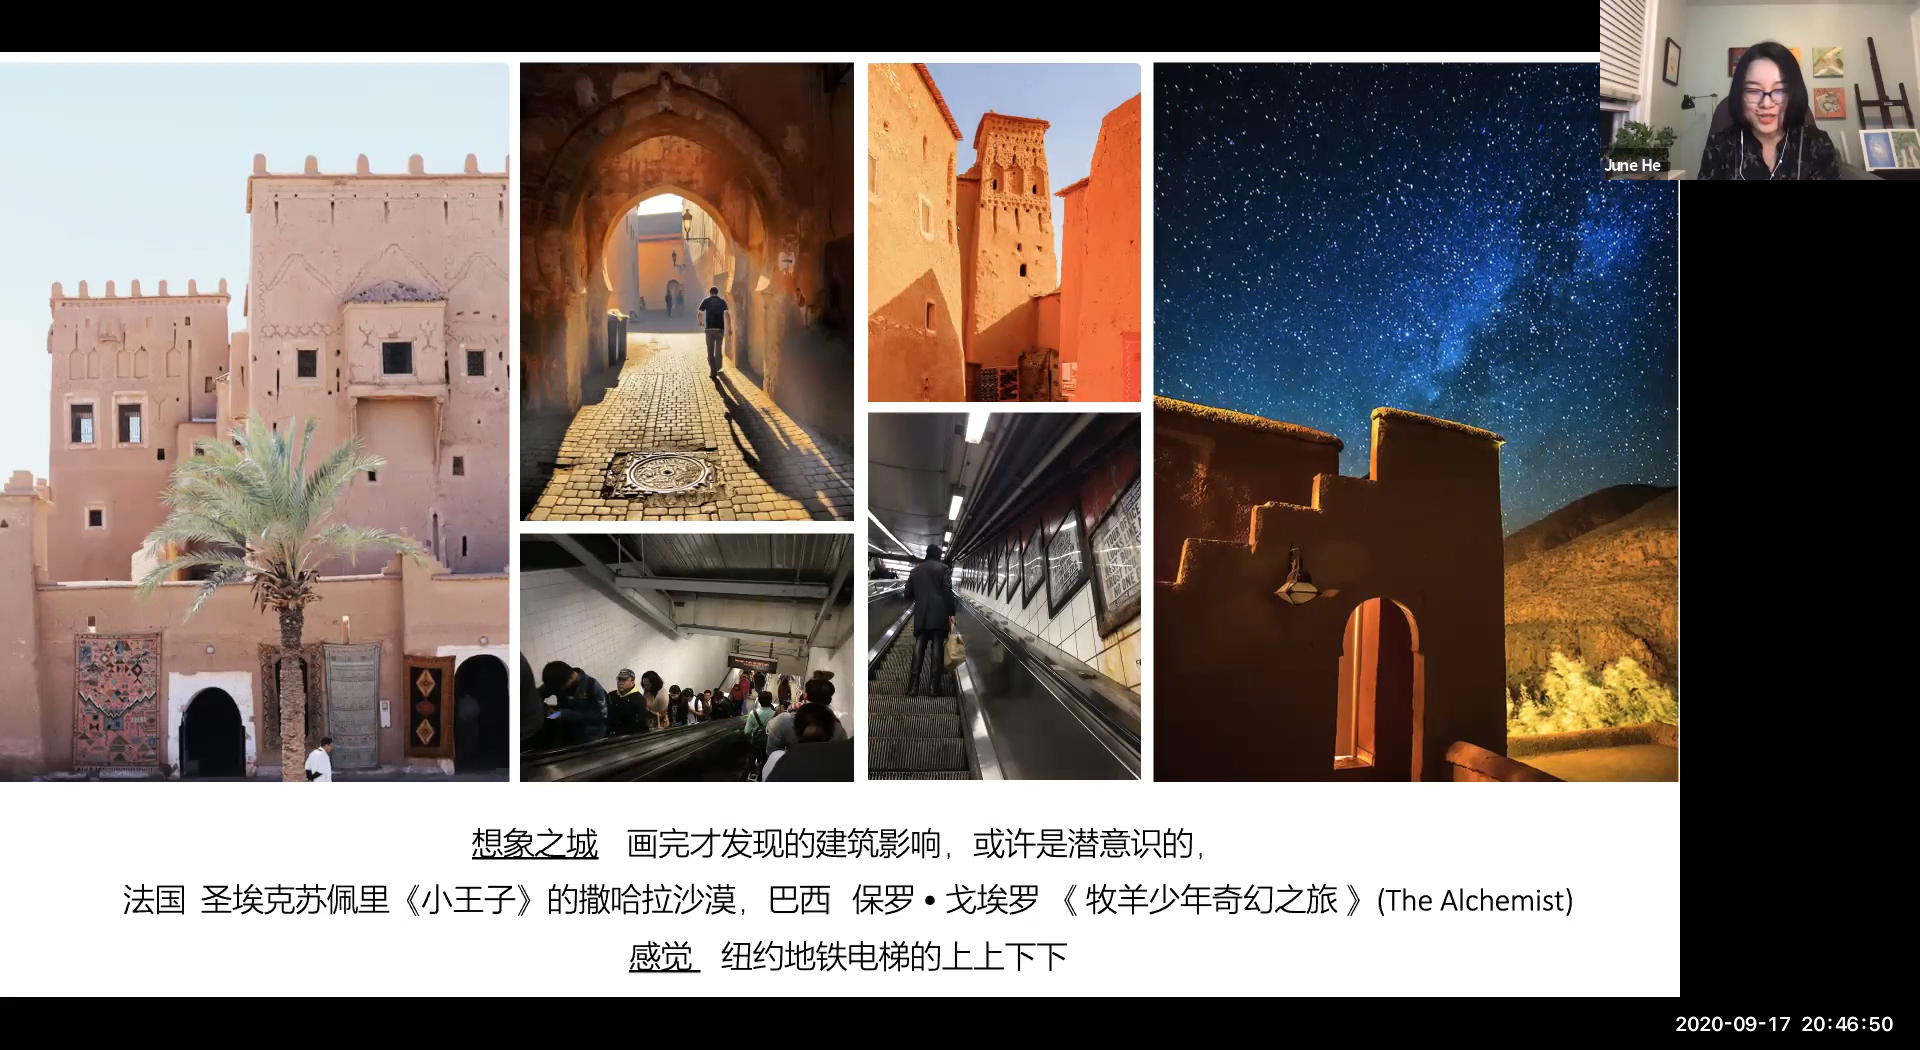 June He
想象之城 画完才发现的建筑影响，或许是潜意识的，
法国 圣埃克苏佩里《小王子》的撒哈拉沙漠，巴西 保罗•戈埃罗 《 牧羊少年奇幻之旅 》(The Alchemist)
感觉 纽约地铁电梯的上上下下
2020-09-17 20:46:50